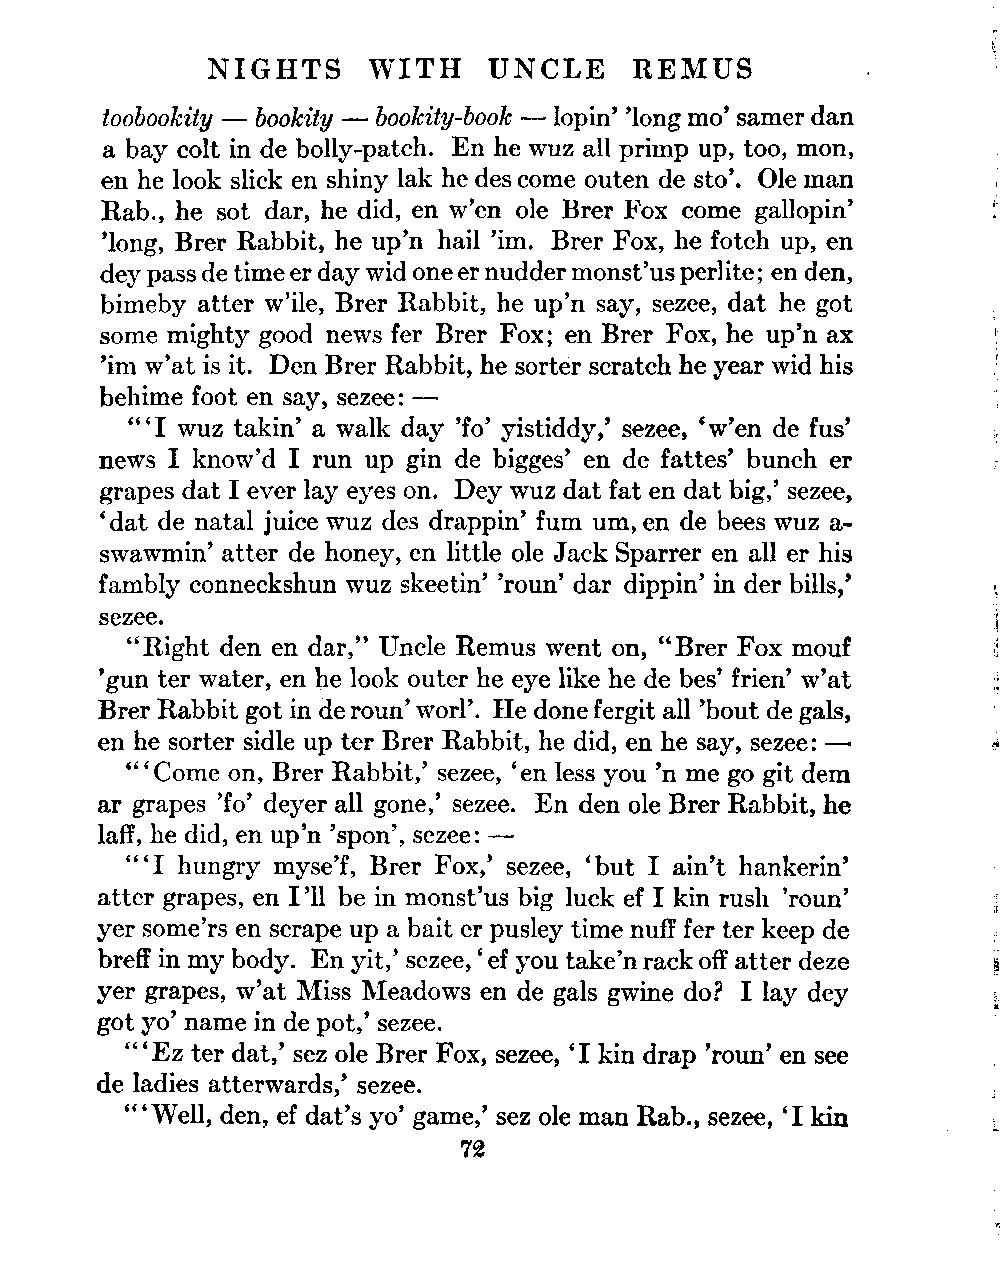 NIGHTS WITH UNCLE REMUS
toobookity — bookity — bookity-book — lopin' 'long mo' samer dan
a bay colt in de bolly-patch. En he wuz all primp up, too, mon,
en he look slick en shiny lak he des come outen de sto'. Ole man
Rab., he sot dar, he did, en w'en ole Brer Fox come gallopin'
'long, Brer Rabbit, he up'n hail 'im. Brer Fox, he fotch up, en
dey pass de time er day wid one er nudder monst'us perlite; en den,
bimeby atter w'ile, Brer Rabbit, he up'n say, sezee, dat he got
some mighty good news fer Brer Fox; en Brer Fox, he up'n ax
'im w'at is it. Den Brer Rabbit, he sorter scratch he year wid his
behime foot en say, sezee: —
"'I wuz takin' a walk day 'fo' yistiddy,' sezee, 'w'en de fus'
news I know'd I run up gin de bigges' en de fattes' bunch er
grapes dat I ever lay eyes on. Dey wuz dat fat en dat big,' sezee,
'dat de natal juice wuz des drappin' fum um, en de bees wuz a-
swawmin' atter de honey, en little ole Jack Sparrer en all er his
fambly conneckshun wuz skeetin' 'roun' dar dippin' in der bills,'
sezee.
"Right den en dar," Uncle Remus went on, "Brer Fox mouf
'gun ter water, en he look outer he eye like he de bes' frien' w'at
Brer Rabbit got in de roun' worl'. He done fergit all 'bout de gals,
en he sorter sidle up ter Brer Rabbit, he did, en he say, sezee: —
"'Come on, Brer Rabbit,' sezee, 'en less you 'n me go git dem
ar grapes 'fo' deyer all gone,' sezee. En den ole Brer Rabbit, he
laff, he did, en up'n 'spon', sezee: —
"'I hungry myse'f, Brer Fox,' sezee, 'but I ain't hankerin'
atter grapes, en I'll be in monst'us big luck ef I kin rush 'roun'
yer some'rs en scrape up a bait er pusley time nuff fer ter keep de
breff in my body. En yit,' sezee, 'ef you take'n rack off atter deze
yer grapes, w'at Miss Meadows en de gals gwine do? I lay dey
got yo' name in de pot,' sezee.
"'Ez ter dat,' sez ole Brer Fox, sezee, 'I kin drap 'roun' en see
de ladies atterwards,' sezee.
"'Well, den, ef dat's yo' game,' sez ole man Rab., sezee, 'I kin
72